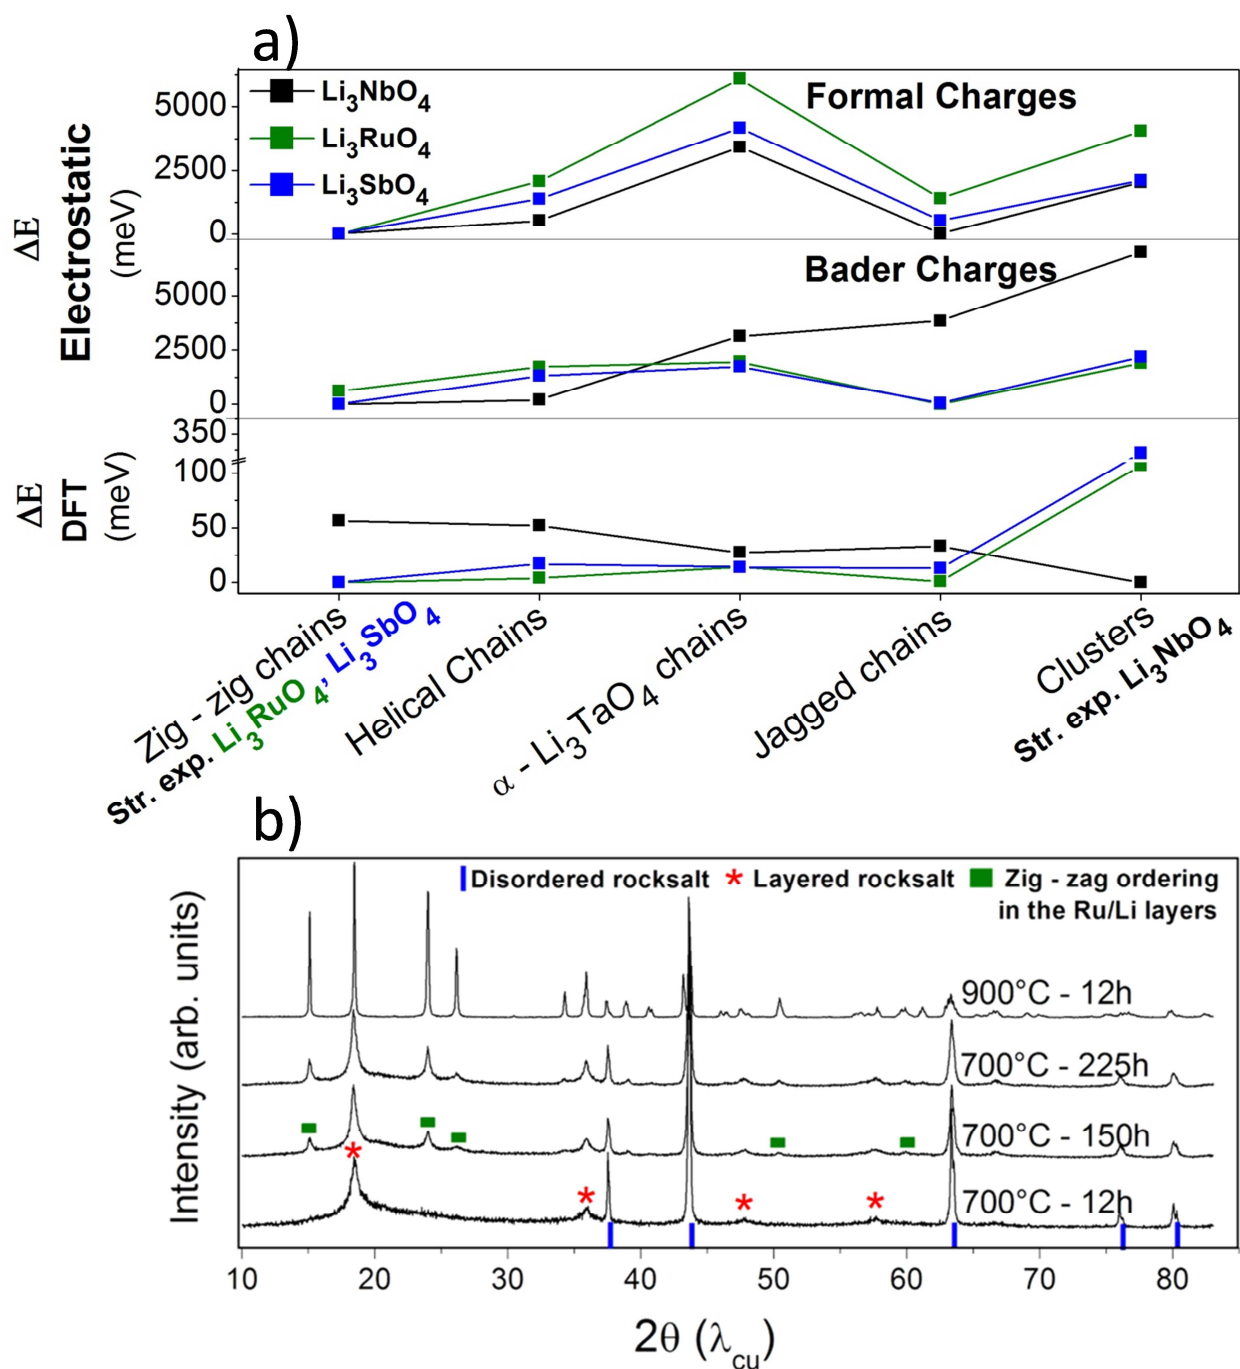 a)
Li3NbO4
Li3RuO4
Li3SbO4
Formal Charges
5000
2500
0
Bader Charges
5000
2500
0
350
100
50
0
ΔE
Electrostatic
(meV)
ΔE
DFT
(meV)
Zig - zig chains
Str. exp. Li3RuO4, Li3SbO4
Helical Chains
α - Li3TaO4 chains
Jagged chains
Clusters
Str. exp. Li3NbO4
b)
Disordered rocksalt * Layered rocksalt Zig - zag ordering
in the Ru/Li layers
900°C - 12h
700°C - 225h
700°C - 150h
*
700°C - 12h
* * *
Intensity (arb. units)
10 20 30 40 50 60 70 80
2θ (λcu)